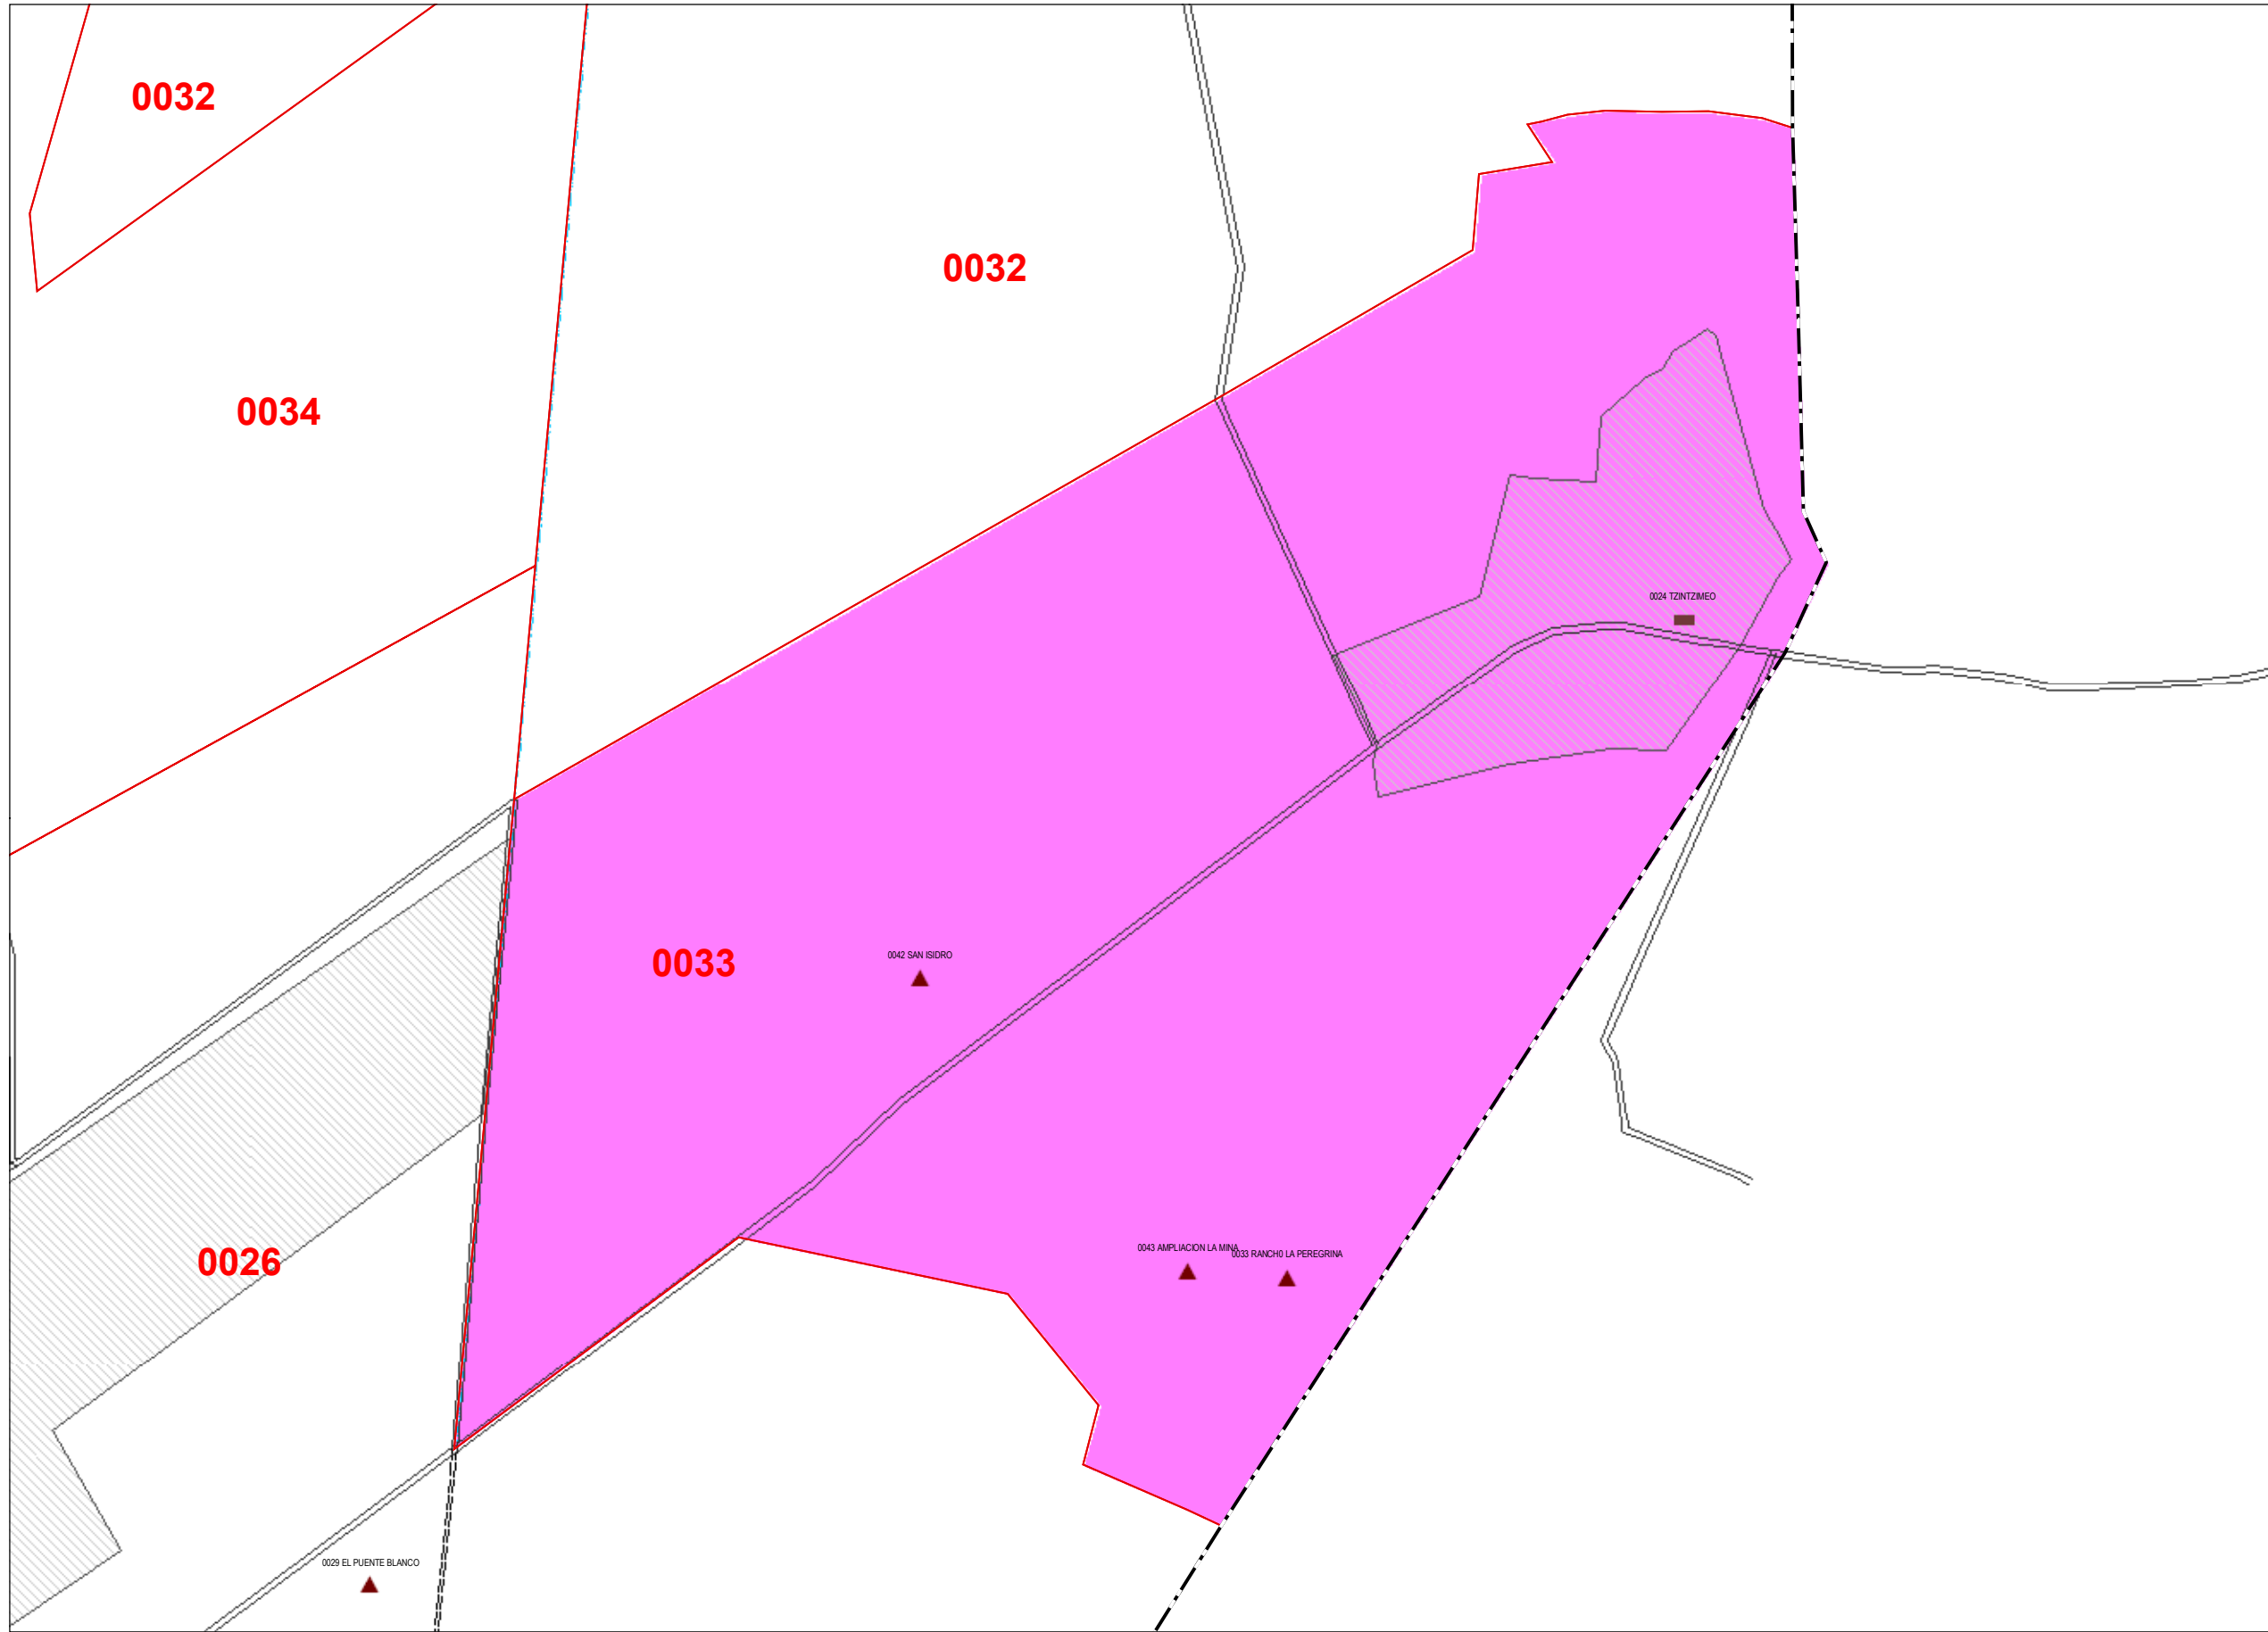 0032
0032
0034
0024 TZINTZIMEO
0042 SAN ISIDRO
0033
0043 AMPLIACION LA MINA
0033 RANCH0 LA PEREGRINA
0026
0029 EL PUENTE BLANCO